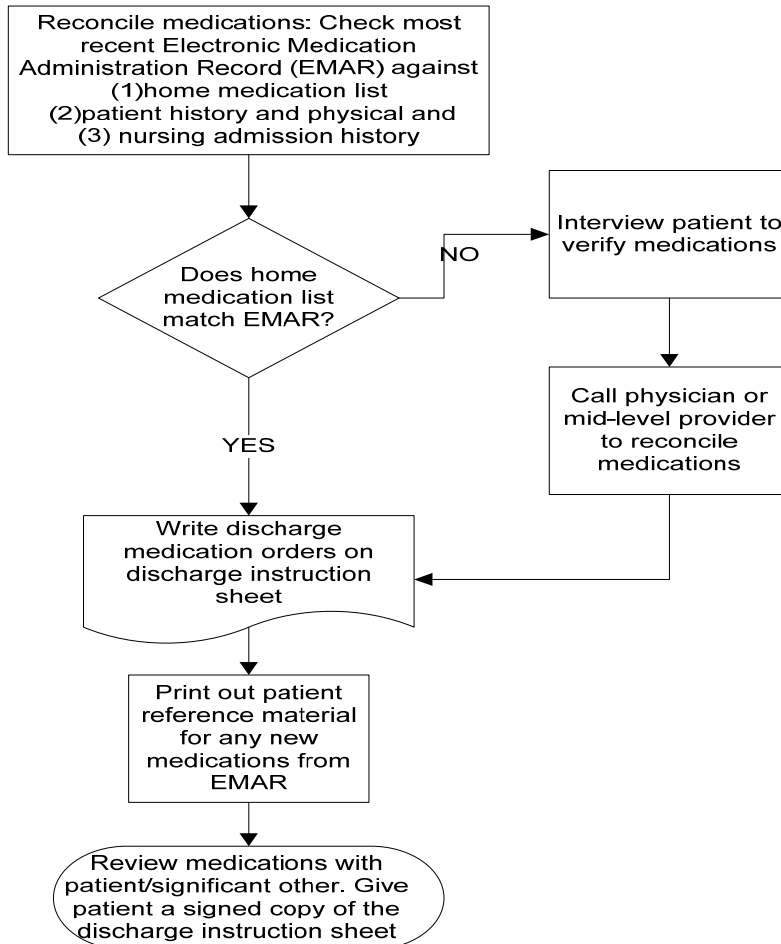 Reconcile medications: Check most
recent Electronic Medication
Administration Record (EMAR) against
(1)home medication list
(2)patient history and physical and
(3) nursing admission history
Does home
medication list
match EMAR?
NO
Interview patient to
verify medications
Call physician or
mid-level provider
to reconcile
medications
YES
Write discharge
medication orders on
discharge instruction
sheet
Print out patient
reference material
for any new
medications from
EMAR
Review medications with
patient/significant other. Give
patient a signed copy of the
discharge instruction sheet